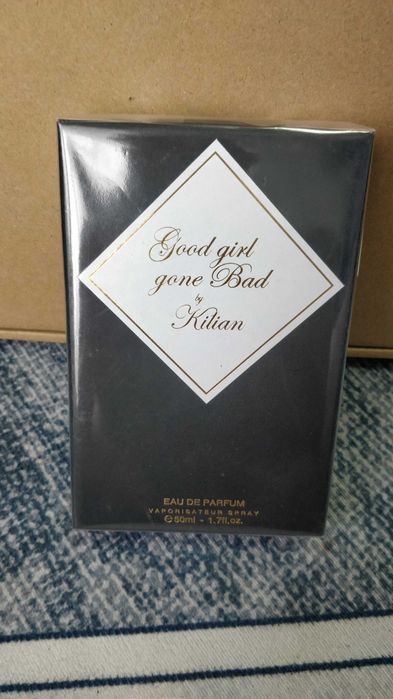 Good girl
gone Bad
by
Kilian
EAU DE PARFUM
VAPORISATEUR SPRAY
℮50ml - 1.7fl.oz.